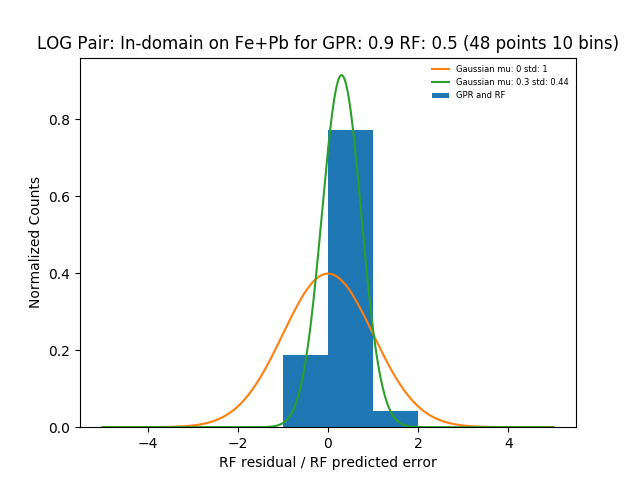 LOG Pair: In-domain on Fe+Pb for GPR: 0.9 RF: 0.5 (48 points 10 bins)
Gaussian mu: 0 std: 1
Gaussian mu: 0.3 std: 0.44
GPR and RF
Normalized Counts
0.8
0.6
0.4
0.2
0.0
−4
−2
0
2
4
RF residual / RF predicted error